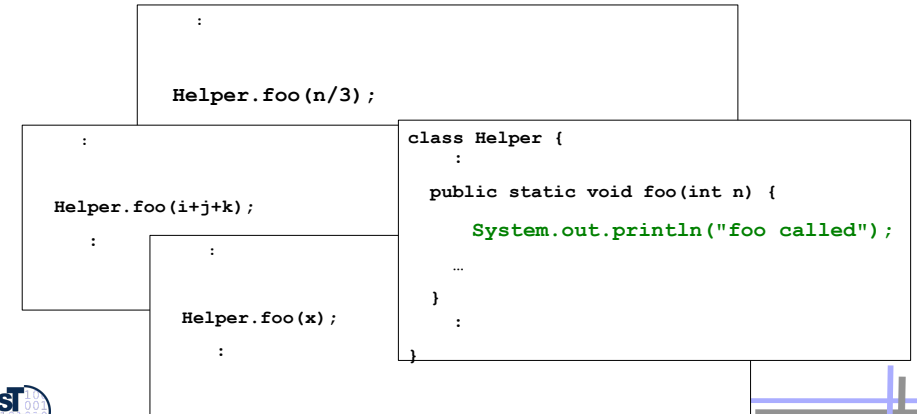 :
Helper.foo(n/3);
:
Helper.foo(i+j+k);
:
:
Helper.foo(x);
:
class Helper {
:
public static void foo(int n) {
System.out.println("foo called");
…
}
:
}